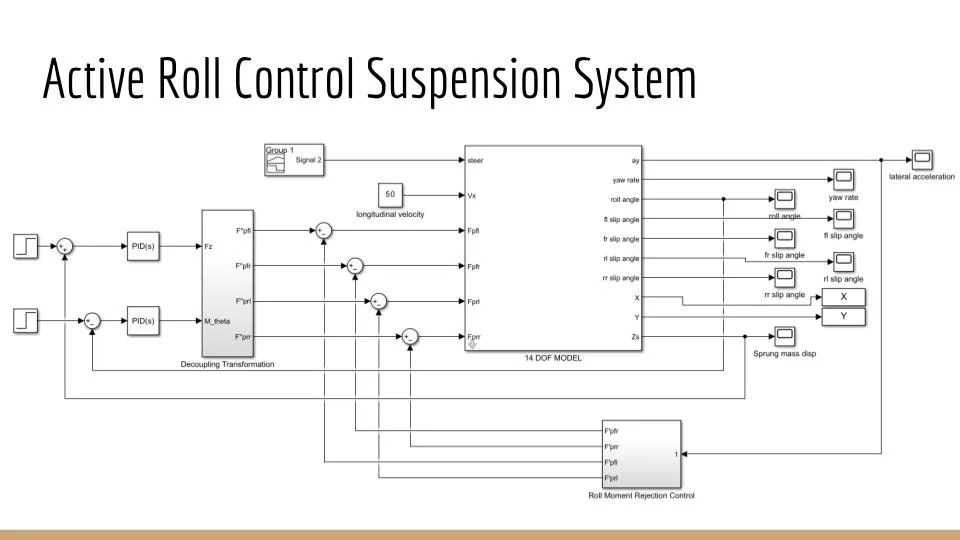 Active Roll Control Suspension System
Group 1
Signal 2
50
longitudinal velocity
PID(s)
PID(s)
Fz
M_theta
F"pfl
F"pfr
F"prl
F"prr
Decoupling Transformation
steer
Vx
Fpfl
Fpfr
Fprl
Fprr
ay
yaw rate
roll angle
fl slip angle
fr slip angle
rl slip angle
rr slip angle
X
Y
Zs
14 DOF MODEL
lateral acceleration
yaw rate
roll angle
fl slip angle
fr slip angle
rl slip angle
rr slip angle
X
Y
Sprung mass disp
F'pfr
F'prr
F'pfl
F'prl
1
Roll Moment Rejection Control